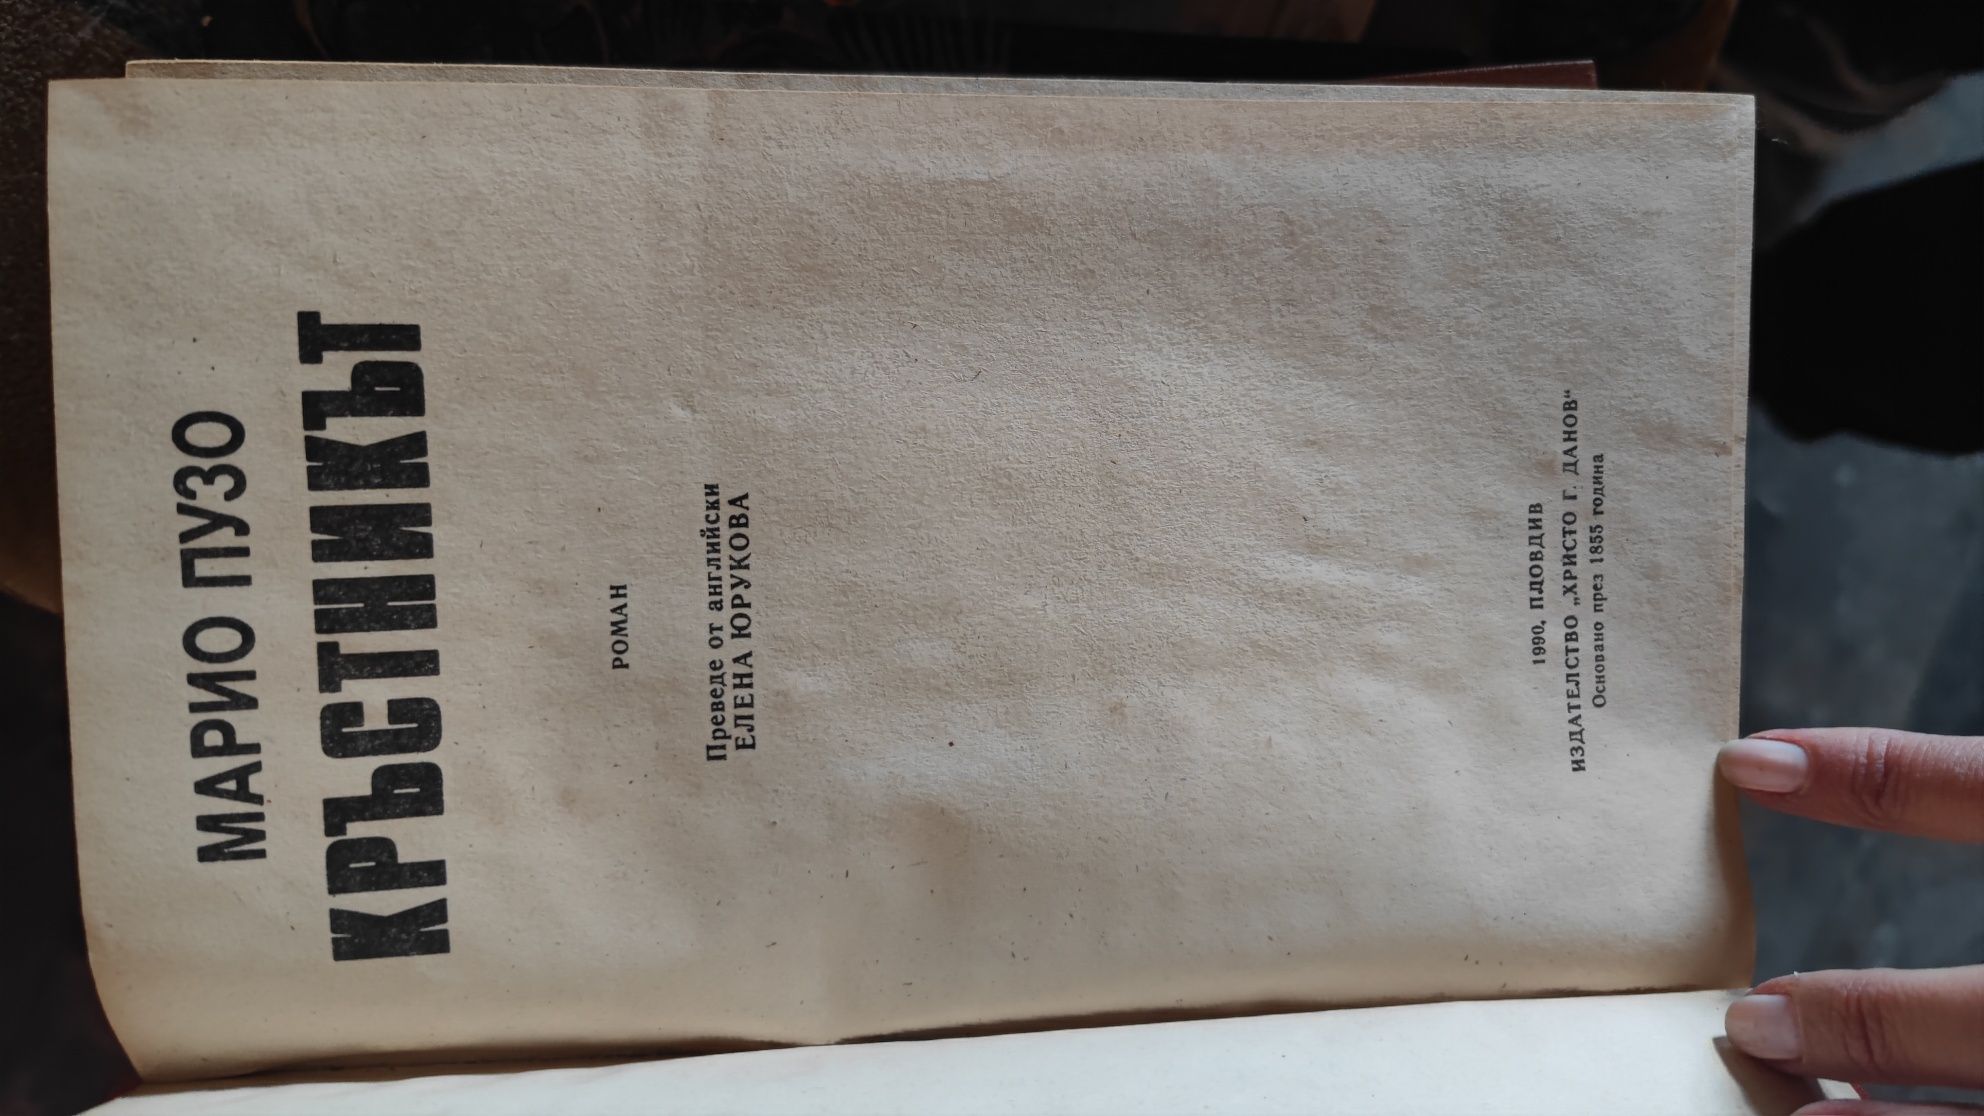 МАРИО ПУЗО
КРЪСТНИКЪТ
РОМАН
Преведе от английски
ЕЛЕНА ЮРУКОВА
1990, ПЛОВДИВ
ИЗДАТЕЛСТВО „ХРИСТО Г. ДАНОВ“
Основано през 1855 година